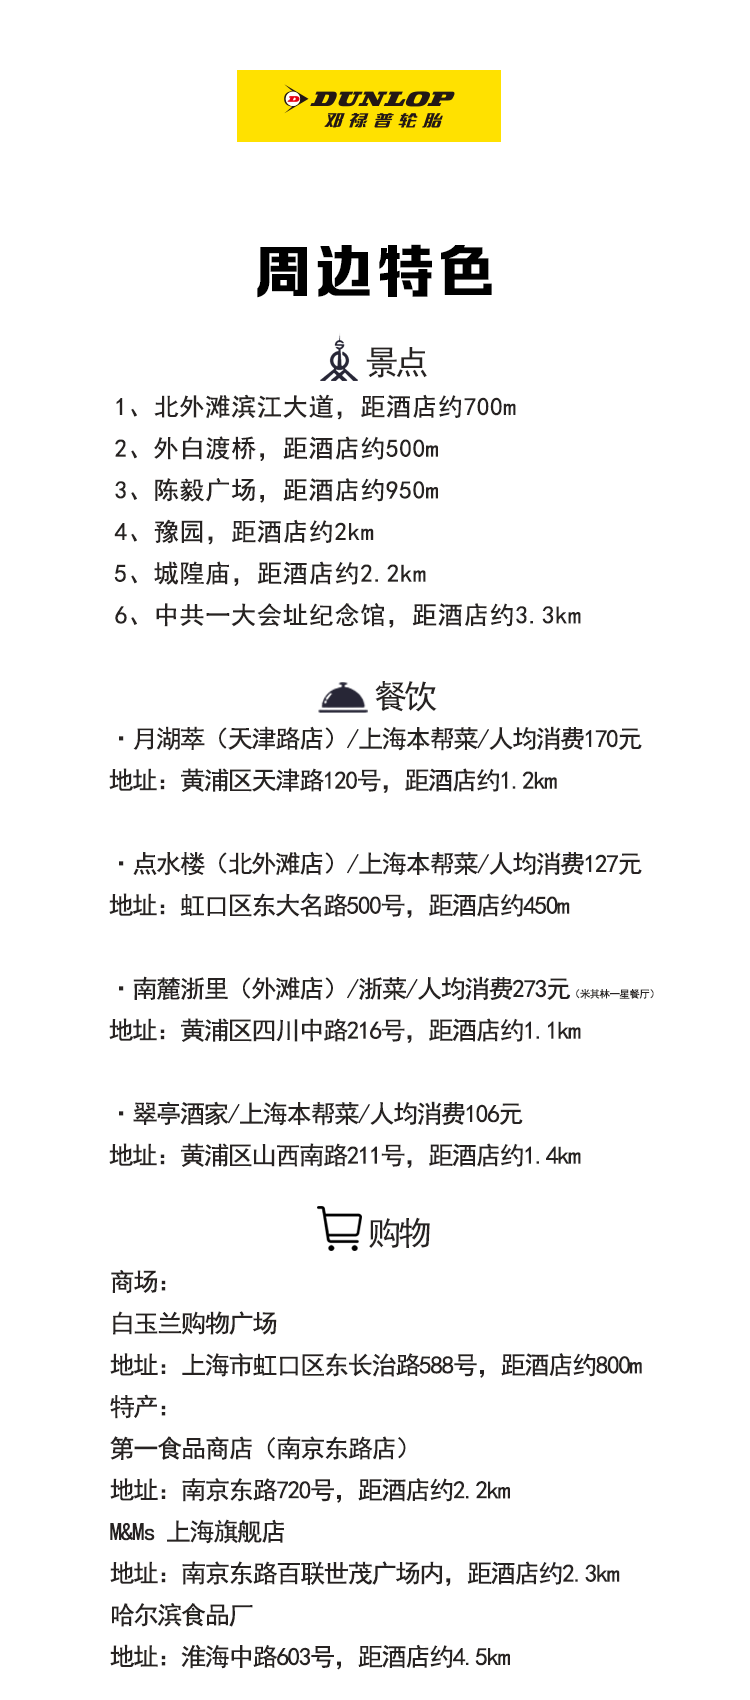 DUNLOP
邓禄普轮胎
周边特色
景点
1、北外滩滨江大道，距酒店约700m
2、外白渡桥，距酒店约500m
3、陈毅广场，距酒店约950m
4、豫园，距酒店约2km
5、城隍庙，距酒店约2.2km
6、中共一大会址纪念馆，距酒店约3.3km
餐饮
·月湖萃（天津路店）/上海本帮菜/人均消费170元
地址：黄浦区天津路120号，距酒店约1.2km
·点水楼（北外滩店）/上海本帮菜/人均消费127元
地址：虹口区东大名路500号，距酒店约450m
·南麓浙里（外滩店）/浙菜/人均消费273元（米其林一星餐厅）
地址：黄浦区四川中路216号，距酒店约1.1km
·翠亭酒家/上海本帮菜/人均消费106元
地址：黄浦区山西南路211号，距酒店约1.4km
购物
商场：
白玉兰购物广场
地址：上海市虹口区东长治路588号，距酒店约800m
特产：
第一食品商店（南京东路店）
地址：南京东路720号，距酒店约2.2km
M&Ms 上海旗舰店
地址：南京东路百联世茂广场内，距酒店约2.3km
哈尔滨食品厂
地址：淮海中路603号，距酒店约4.5km